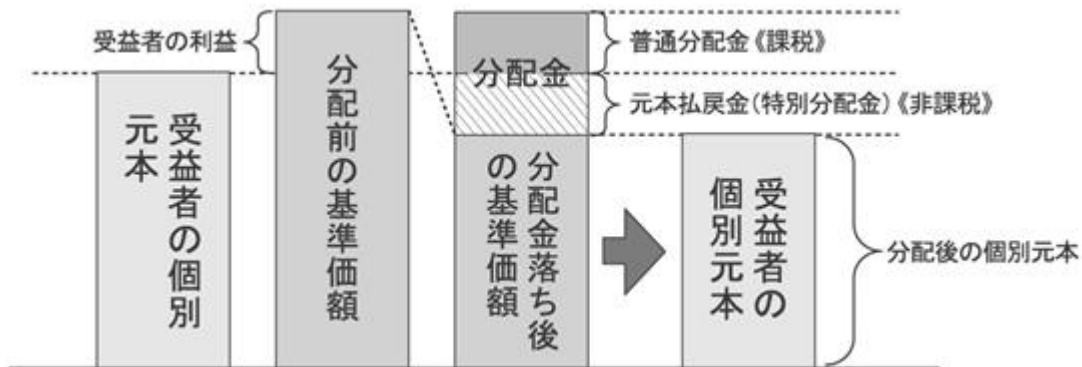 受益者の利益
受益者の個別
元本
分配前の基準価額
分配金
分配金落ち後
の基準価額
普通分配金《課税》
元本払戻金(特別分配金)《非課税》
受益者の
個別元本
分配後の個別元本